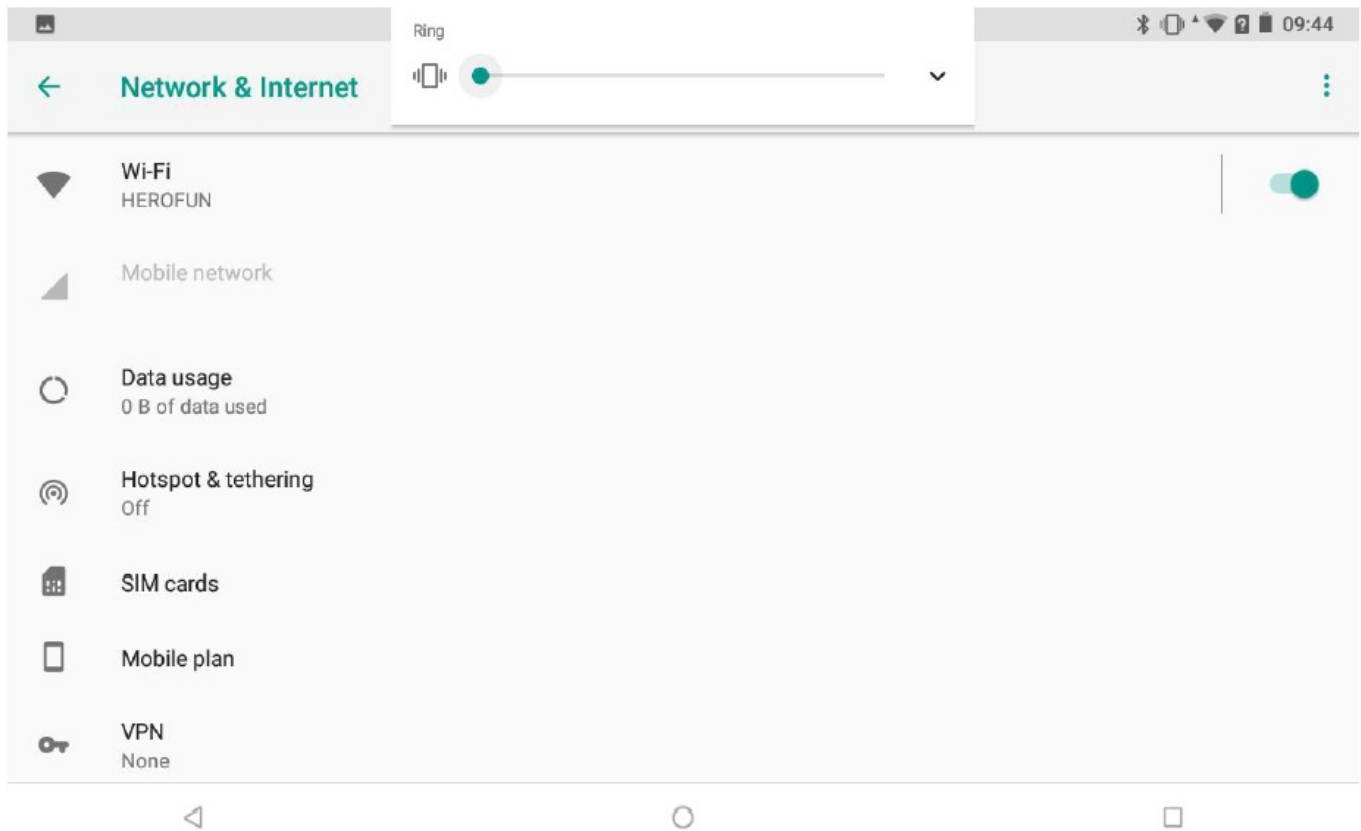 Ring
09:44
Network & Internet
Wi-Fi
HEROFUN
Mobile network
Data usage
0 B of data used
Hotspot & tethering
Off
SIM cards
Mobile plan
VPN
None